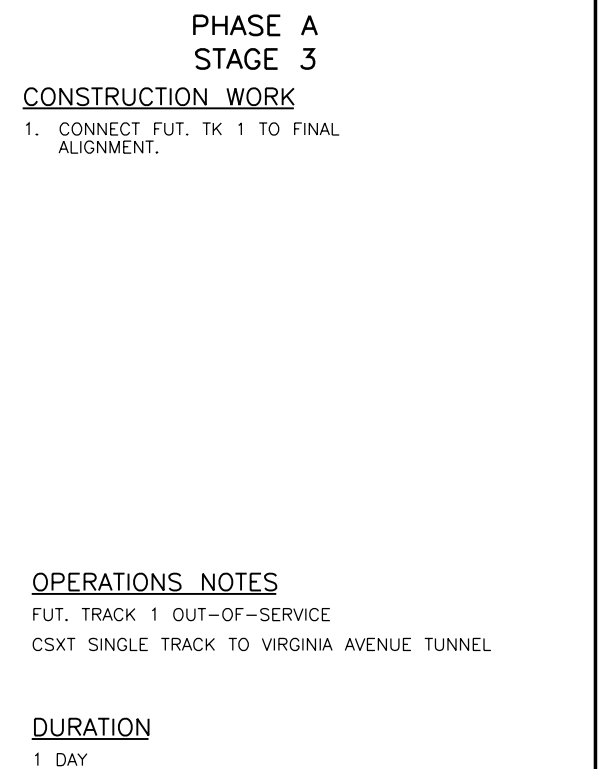 PHASE A
STAGE 3
CONSTRUCTION WORK
1. CONNECT FUT. TK 1 TO FINAL
ALIGNMENT.
OPERATIONS NOTES
FUT. TRACK 1 OUT-OF-SERVICE
CSXT SINGLE TRACK TO VIRGINIA AVENUE TUNNEL
DURATION
1 DAY